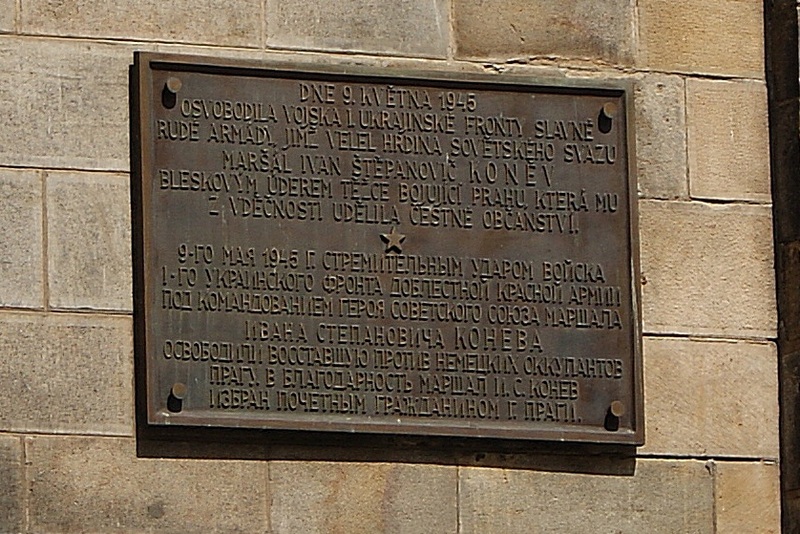 DNE 9. KVĚTNA 1945
OSVOBODILA VOJSKA 1. UKRAJINSKÉ FRONTY SLAVNÉ
RUDÉ ARMÁDY, JIMŽ VELEL HRDINA SOVĚTSKÉHO SVAZU
MARŠÁL IVAN ŠTĚPANOVIČ KONĚV
BLESKOVÝM ÚDEREM TĚŽCE BOJUJÍCÍ PRAHU, KTERÁ MU
Z VDĚČNOSTI UDĚLILA ČESTNÉ OBČANSTVÍ.
9-ГО МАЯ 1945 Г. СТРЕМИТЕЛЬНЫМ УДАРОМ ВОЙСКА
1-ГО УКРАИНСКОГО ФРОНТА ДОБЛЕСТНОЙ КРАСНОЙ АРМИИ
ПОД КОМАНДОВАНИЕМ ГЕРОЯ СОВЕТСКОГО СОЮЗА МАРШАЛА
ИВАНА СТЕПАНОВИЧА КОНЕВА
ОСВОБОДИЛИ ВОССТАВШУЮ ПРОТИВ НЕМЕЦКИХ ОККУПАНТОВ
ПРАГУ. В БЛАГОДАРНОСТЬ МАРШАЛ И. С. КОНЕВ
ИЗБРАН ПОЧЕТНЫМ ГРАЖДАНИНОМ Г. ПРАГИ.